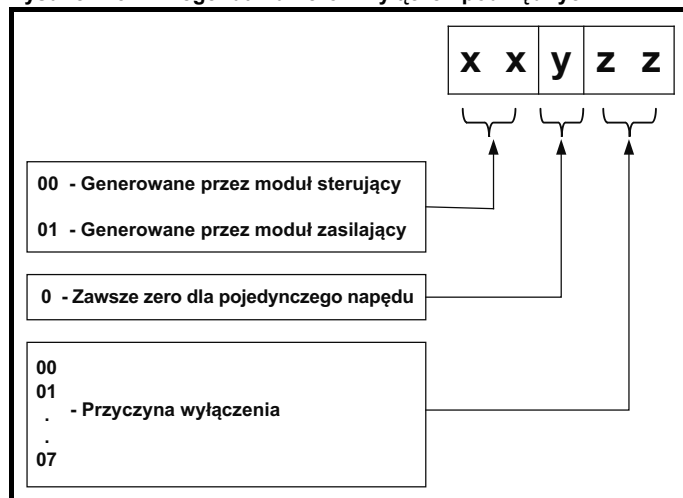 x x y z z
00 - Generowane przez moduł sterujący
01 - Generowane przez moduł zasilający
0 - Zawsze zero dla pojedynczego napędu
00
01
- Przyczyna wyłączenia
.
.
07